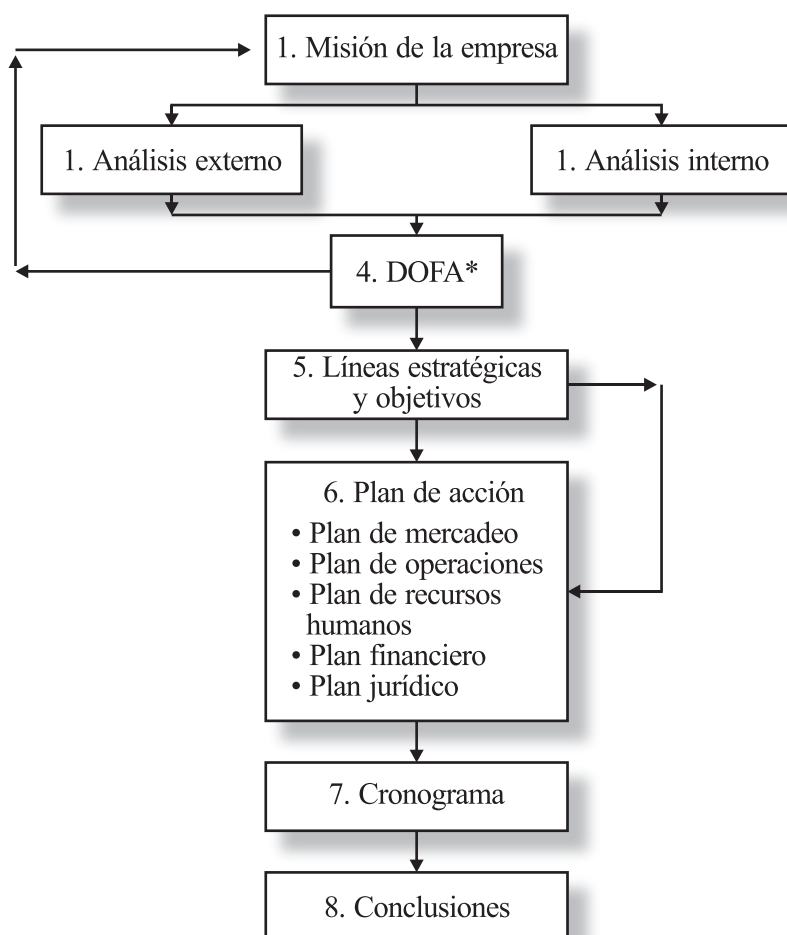 1. Misión de la empresa
1. Análisis externo
1. Análisis interno
4. DOFA*
5. Líneas estratégicas
y objetivos
6. Plan de acción
• Plan de mercadeo
• Plan de operaciones
• Plan de recursos
humanos
• Plan financiero
• Plan jurídico
7. Cronograma
8. Conclusiones